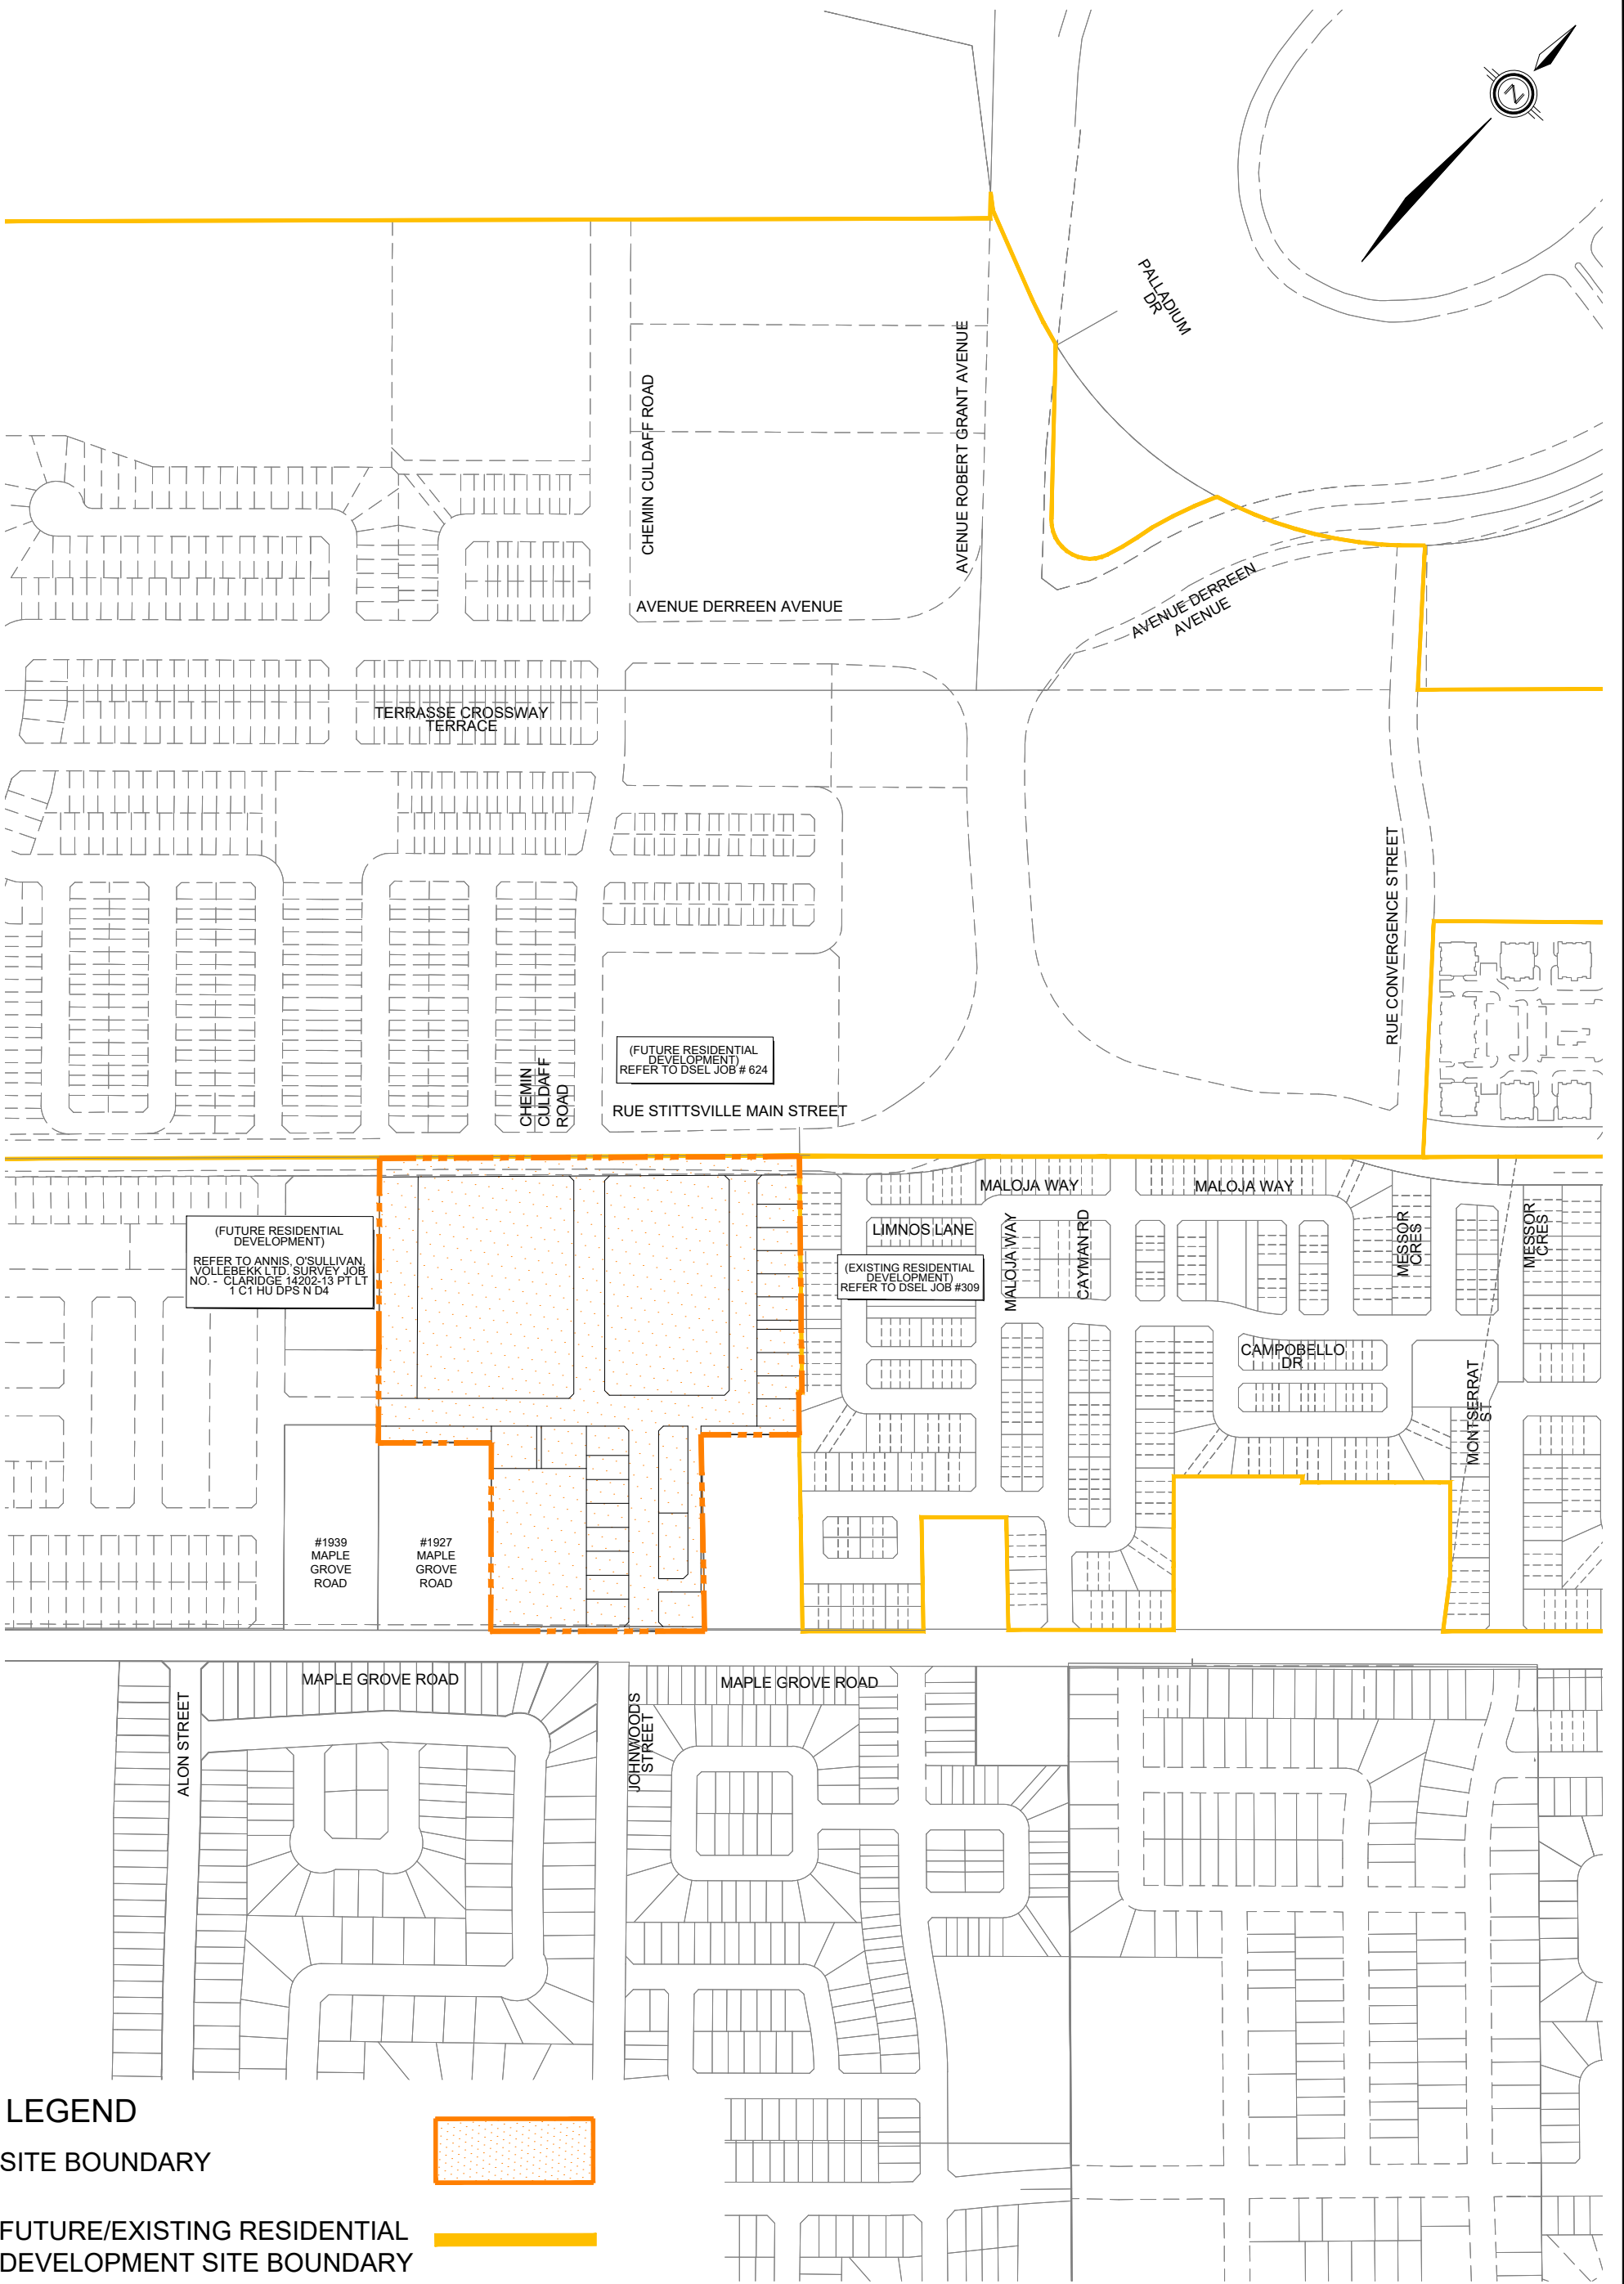 N
PALLADIUM
DR
CHEMIN CULDAFF ROAD
AVENUE ROBERT GRANT AVENUE
AVENUE DERREEN AVENUE
AVENUE DERREEN
AVENUE
TERRASSE CROSSWAY
TERRACE
RUE CONVERGENCE STREET
(FUTURE RESIDENTIAL
DEVELOPMENT)
REFER TO DSEL JOB # 624
CHEMIN
CULDAFF
ROAD
RUE STITTSVILLE MAIN STREET
MALOJA WAY
MALOJA WAY
LIMNOS LANE
(FUTURE RESIDENTIAL
DEVELOPMENT)
REFER TO ANNIS, O'SULLIVAN,
VOLLEBEKK LTD. SURVEY JOB
NO. - CLARIDGE 14202-13 PT LT
1 C1 HU DPS N D4
(EXISTING RESIDENTIAL
DEVELOPMENT)
REFER TO DSEL JOB #309
MALOJA WAY
CAYMAN RD
MESSOR
CRES
MESSOR
CRES
CAMPOBELLO
DR
MONTSERRAT
ST
#1939
MAPLE
GROVE
ROAD
#1927
MAPLE
GROVE
ROAD
MAPLE GROVE ROAD
MAPLE GROVE ROAD
ALON STREET
JOHNWOODS
STREET
LEGEND
SITE BOUNDARY
FUTURE/EXISTING RESIDENTIAL
DEVELOPMENT SITE BOUNDARY